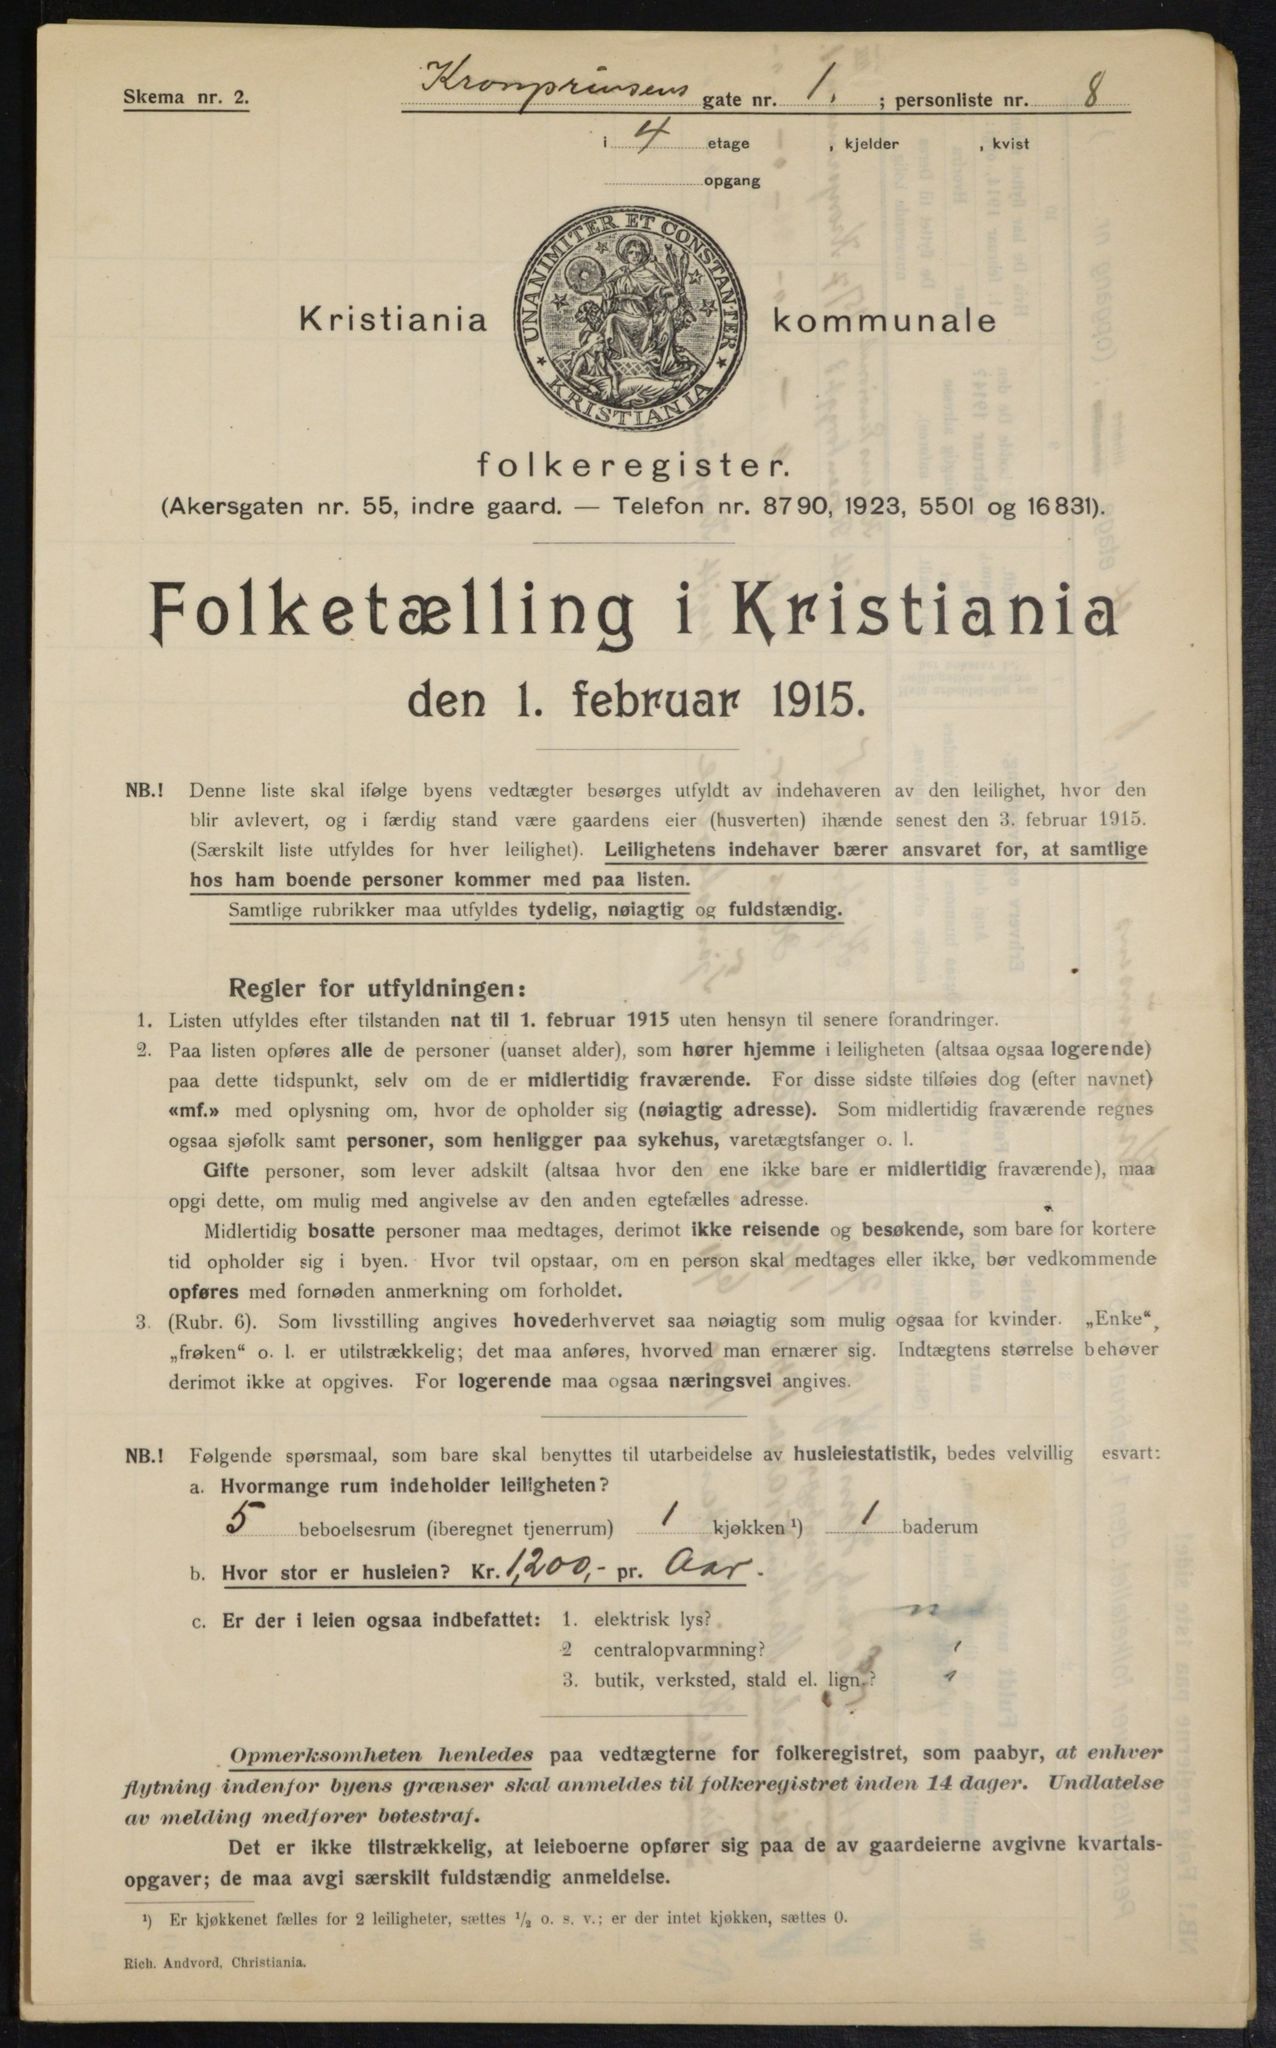 Skema nr. 2.
Kronprinsens gate nr. 1. ; personliste nr. 8
i 4 etage , kjelder , kvist
opgang
UNANIMITER ET CONSTANTER
KRISTIANIA
Kristiania kommunale
folkeregister.
(Akersgaten nr. 55, indre gaard. — Telefon nr. 8790, 1923, 5501 og 16831).
Folketælling i Kristiania
den 1. februar 1915.
NB.! Denne liste skal ifølge byens vedtægter besørges utfyldt av indehaveren av den leilighet, hvor den
blir avlevert, og i færdig stand være gaardens eier (husverten) ihænde senest den 3. februar 1915.
(Særskilt liste utfyldes for hver leilighet). Leilighetens indehaver bærer ansvaret for, at samtlige
hos ham boende personer kommer med paa listen.
Samtlige rubrikker maa utfyldes tydelig, nøiagtig og fuldstændig.
Regler for utfyldningen:
1. Listen utfyldes efter tilstanden nat til 1. februar 1915 uten hensyn til senere forandringer.
2. Paa listen opføres alle de personer (uanset alder), som hører hjemme i leiligheten (altsaa ogsaa logerende)
paa dette tidspunkt, selv om de er midlertidig fraværende. For disse sidste tilføies dog (efter navnet)
«mf.» med oplysning om, hvor de opholder sig (nøiagtig adresse). Som midlertidig fraværende regnes
ogsaa sjøfolk samt personer, som henligger paa sykehus, varetægtsfanger o. l.
Gifte personer, som lever adskilt (altsaa hvor den ene ikke bare er midlertidig fraværende), maa
opgi dette, om mulig med angivelse av den anden egtefælles adresse.
Midlertidig bosatte personer maa medtages, derimot ikke reisende og besøkende, som bare for kortere
tid opholder sig i byen. Hvor tvil opstaar, om en person skal medtages eller ikke, bør vedkommende
opføres med fornøden anmerkning om forholdet.
3. (Rubr. 6). Som livsstilling angives hovederhvervet saa nøiagtig som mulig ogsaa for kvinder. „Enke“,
„frøken“ o. l. er utilstrækkelig; det maa anføres, hvorved man ernærer sig. Indtægtens størrelse behøver
derimot ikke at opgives. For logerende maa ogsaa næringsvei angives.
NB.! Følgende spørsmaal, som bare skal benyttes til utarbeidelse av husleiestatistik, bedes velvillig esvart:
a. Hvormange rum indeholder leiligheten?
5 beboelsesrum (iberegnet tjenerrum) 1 kjøkken ¹) 1 baderum
b. Hvor stor er husleien? Kr. 1,200,- pr. Aar.
c. Er der i leien ogsaa indbefattet: 1. elektrisk lys?
2 centralopvarmning?
3. butik, verksted, stald el. lign.?
Opmerksomheten henledes paa vedtægterne for folkeregistret, som paabyr, at enhver
flytning indenfor byens grænser skal anmeldes til folkeregistret inden 14 dager. Undlatelse
av melding medfører bøtestraf.
Det er ikke tilstrækkelig, at leieboerne opfører sig paa de av gaardeierne avgivne kvartals-
opgaver; de maa avgi særskilt fuldstændig anmeldelse.
¹) Er kjøkkenet fælles for 2 leiligheter, sættes ¹/₂ o. s. v.; er der intet kjøkken, sættes 0.
Rich. Andvord, Christiania.